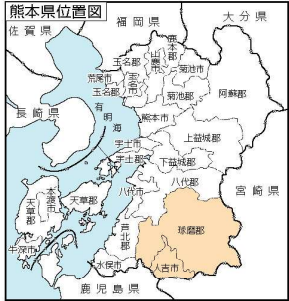 熊本県位置図
福岡県
大分県
佐賀県
鹿本郡
玉名郡
山鹿市
菊池市
荒尾市
玉名市
玉名郡
菊池郡
阿蘇郡
長崎県
有明海
熊本市
宇土市
宇土郡
上益城郡
下益城郡
八代市
八代郡
宮崎県
本渡市
天草郡
天草郡
芦北郡
球磨郡
牛深市
水俣市
人吉市
鹿児島県